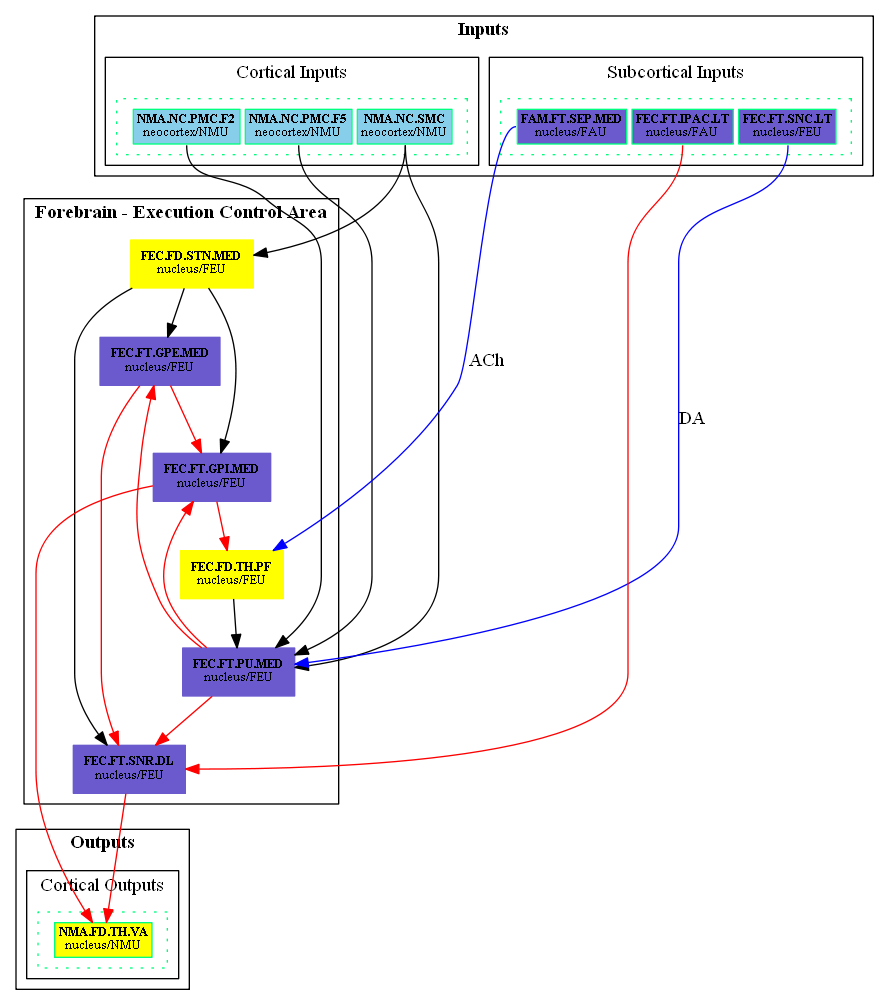 Inputs
Cortical Inputs
Subcortical Inputs
NMA.NC.PMC.F2
neocortex/NMU
NMA.NC.PMC.F5
neocortex/NMU
NMA.NC.SMC
neocortex/NMU
FAM.FT.SEP.MED
nucleus/FAU
FEC.FT.IPAC.LT
nucleus/FAU
FEC.FT.SNC.LT
nucleus/FEU
Forebrain - Execution Control Area
FEC.FD.STN.MED
nucleus/FEU
FEC.FT.GPE.MED
nucleus/FEU
ACh
DA
FEC.FT.GPI.MED
nucleus/FEU
FEC.FD.TH.PF
nucleus/FEU
FEC.FT.PU.MED
nucleus/FEU
FEC.FT.SNR.DL
nucleus/FEU
Outputs
Cortical Outputs
NMA.FD.TH.VA
nucleus/NMU